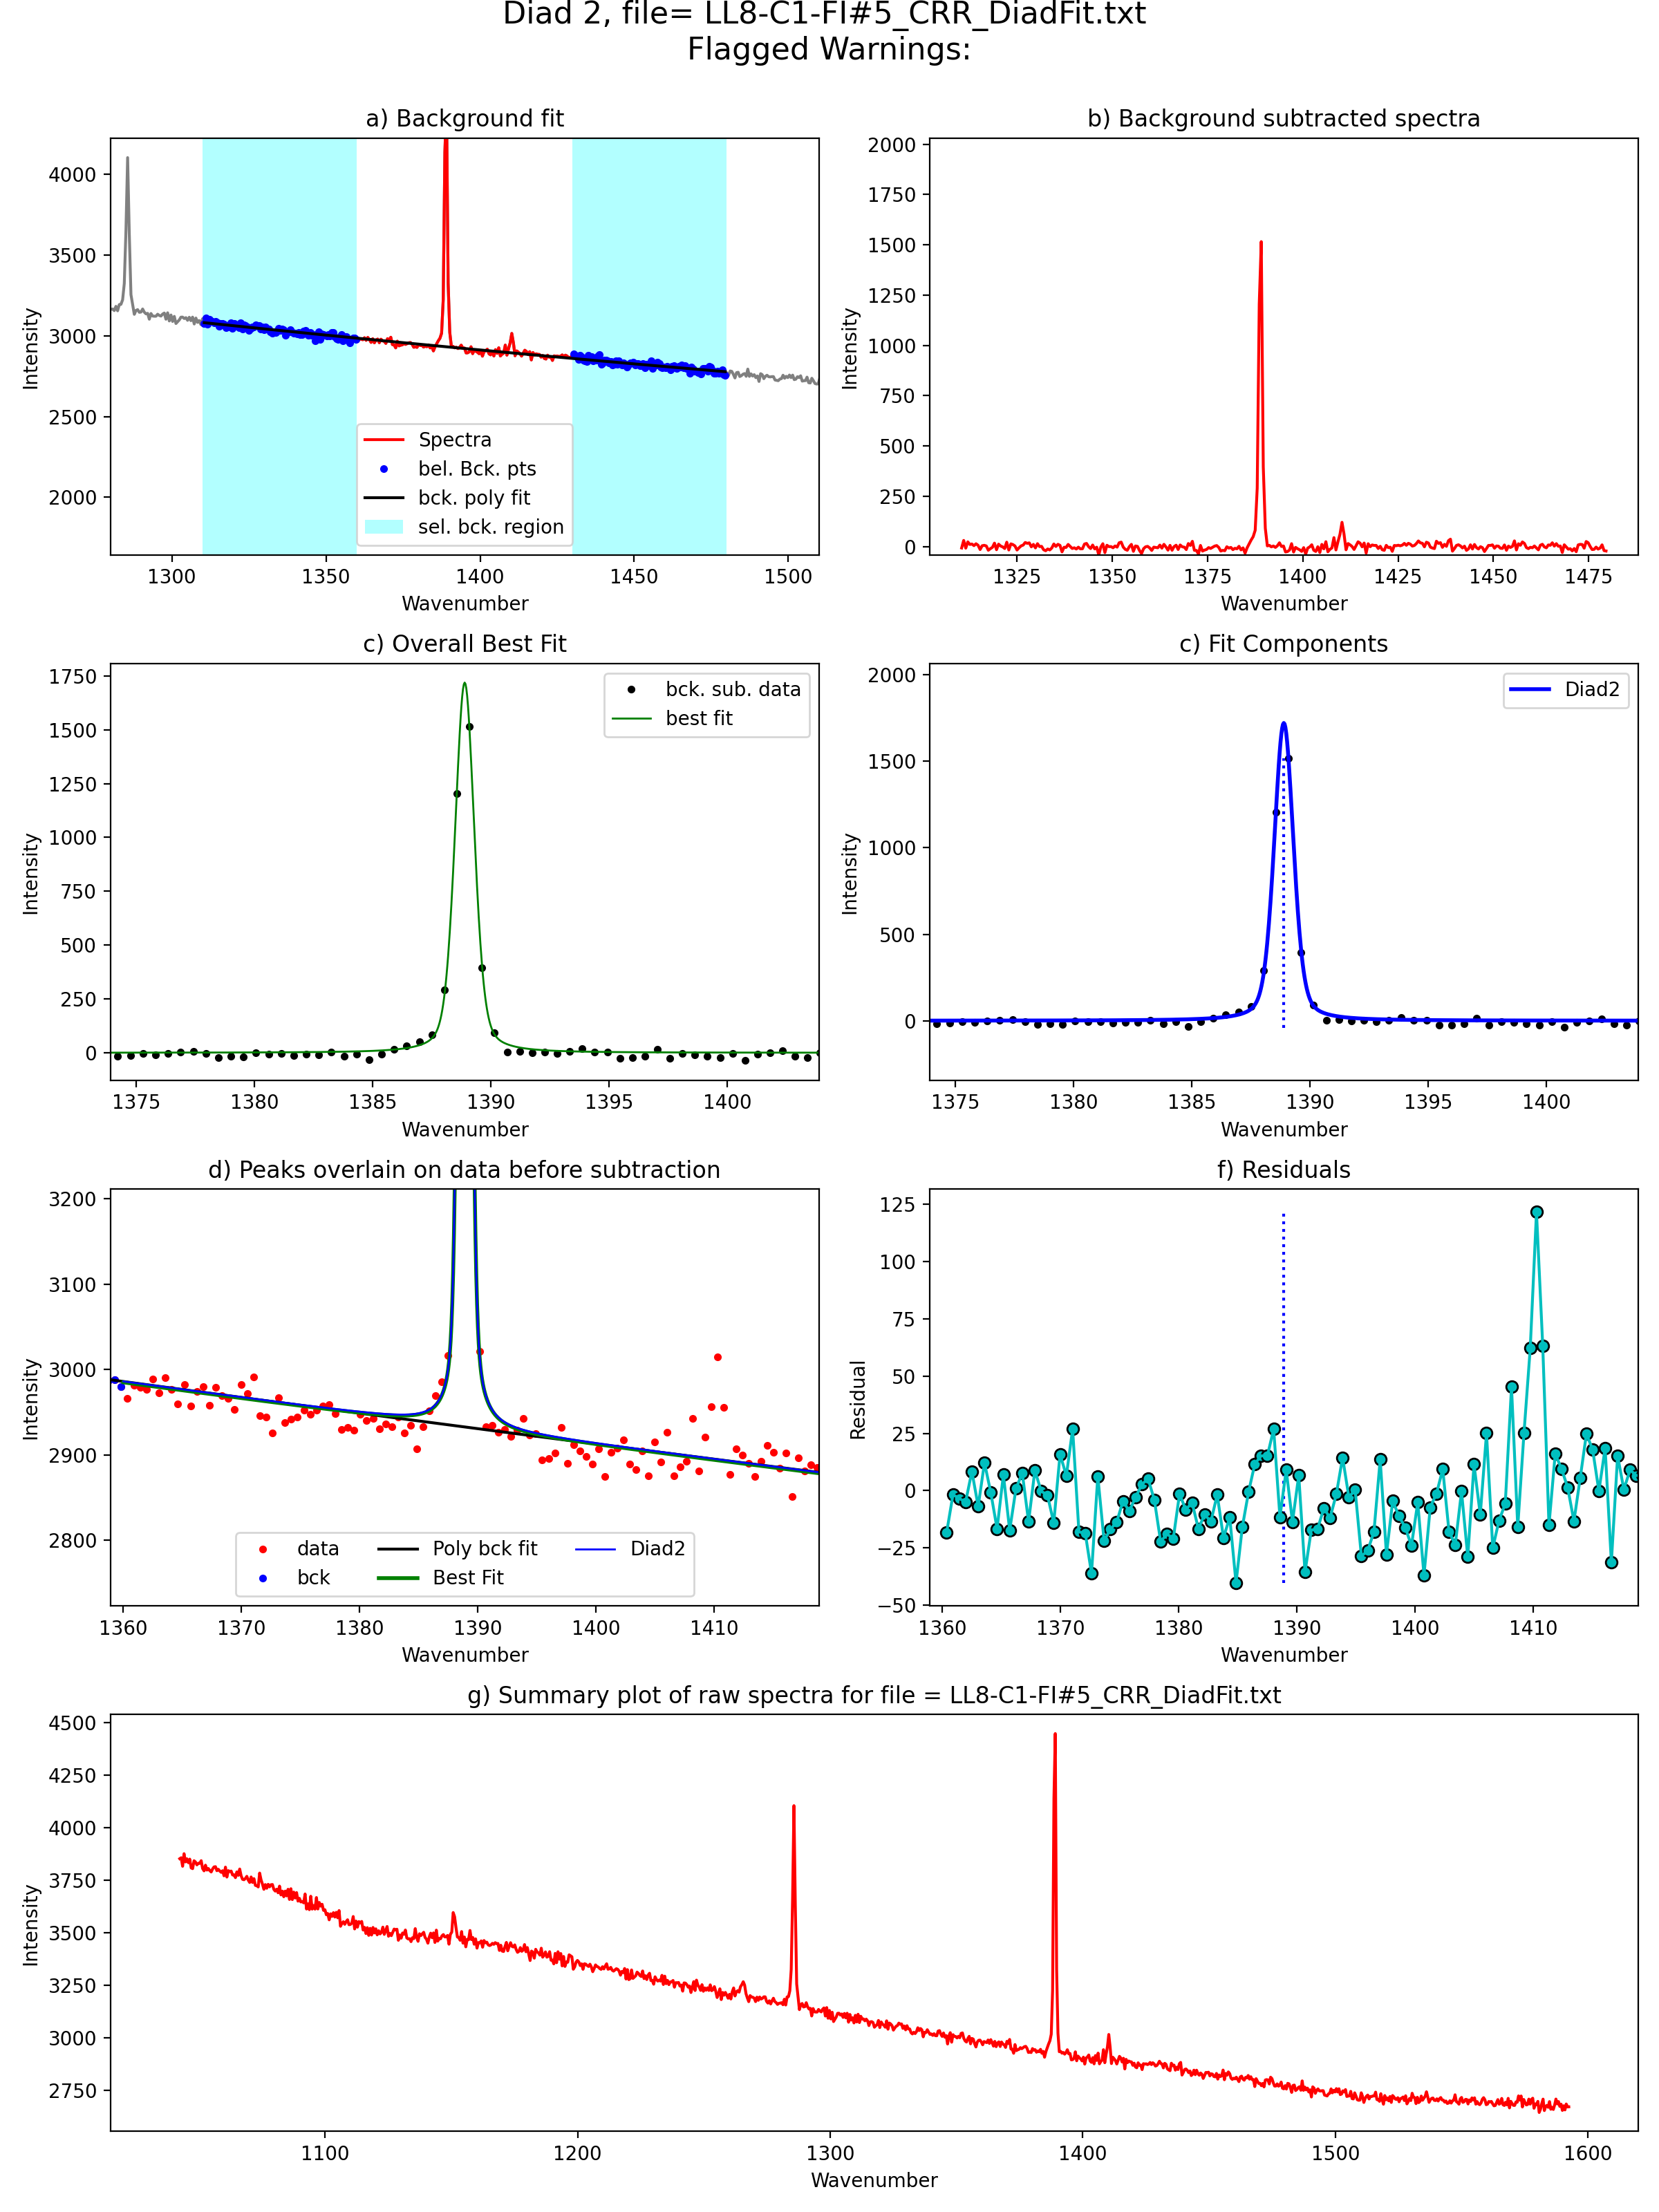 Diad 2, file= LL8-C1-FI#5_CRR_DiadFit.txt
Flagged Warnings:
a) Background fit
4000
3500
3000
2500
2000
Intensity
Spectra
bel. Bck. pts
bck. poly fit
sel. bck. region
1300 1350 1400 1450 1500
Wavenumber
b) Background subtracted spectra
2000
1750
1500
1250
1000
750
500
250
0
Intensity
1325 1350 1375 1400 1425 1450 1475
Wavenumber
c) Overall Best Fit
1750
1500
1250
1000
750
500
250
0
Intensity
bck. sub. data
best fit
1375 1380 1385 1390 1395 1400
Wavenumber
c) Fit Components
2000
1500
1000
500
0
Intensity
Diad2
1375 1380 1385 1390 1395 1400
Wavenumber
d) Peaks overlain on data before subtraction
3200
3100
3000
2900
2800
Intensity
data
bck
Poly bck fit
Best Fit
Diad2
1360 1370 1380 1390 1400 1410
Wavenumber
f) Residuals
125
100
75
50
25
0
−25
−50
Residual
1360 1370 1380 1390 1400 1410
Wavenumber
g) Summary plot of raw spectra for file = LL8-C1-FI#5_CRR_DiadFit.txt
4500
4250
4000
3750
3500
3250
3000
2750
Intensity
1100 1200 1300 1400 1500 1600
Wavenumber